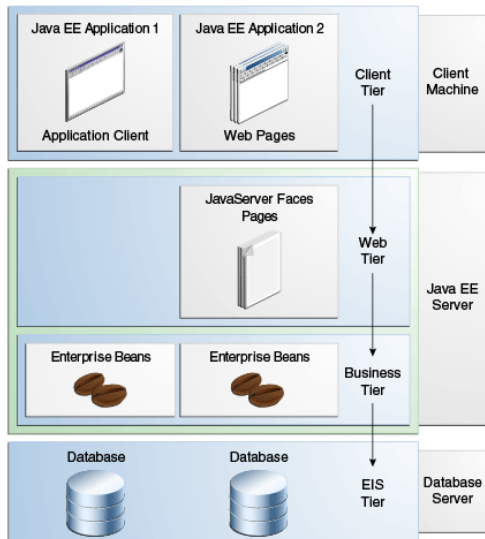 Java EE Application 1
Java EE Application 2
Application Client
Web Pages
Client
Tier
Client
Machine
JavaServer Faces
Pages
Web
Tier
Java EE
Server
Enterprise Beans
Enterprise Beans
Business
Tier
Database
Database
EIS
Tier
Database
Server